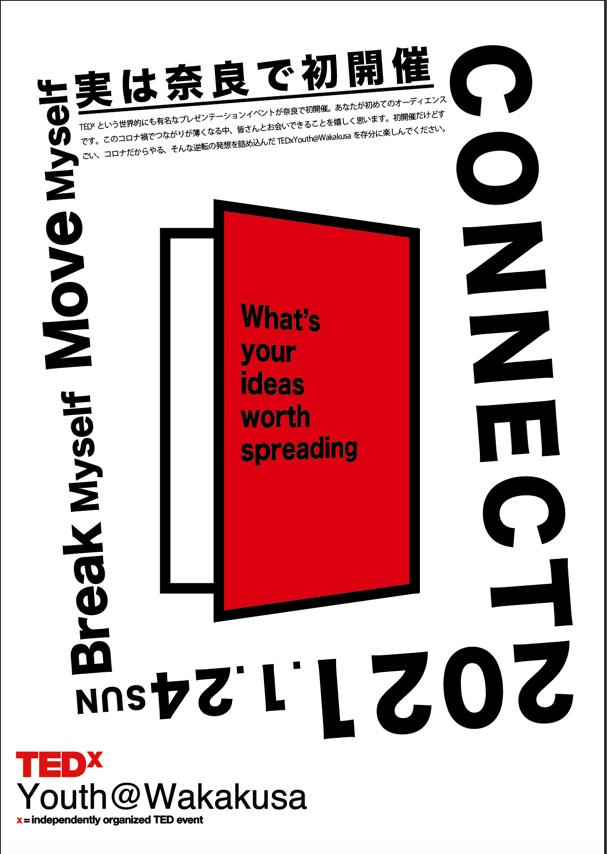 実は奈良で初開催
TEDxという世界的にも有名なプレゼンテーションイベントが奈良で初開催。あなたが初めてのオーディエンス
です。このコロナ禍でつながりが薄くなる中、皆さんとお会いできることを嬉しく思います。初開催だけどす
ごい、コロナだからやる、そんな逆転の発想を詰め込んだ TEDxYouth@Wakakusa を存分に楽しんでください。
CONNECT
2021.1.24 SUN
Break Myself Move Myself
What's
your
ideas
worth
spreading
TEDx
Youth@Wakakusa
x = independently organized TED event